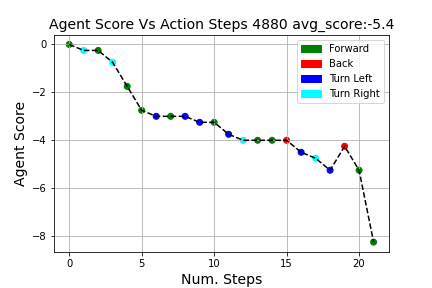 Agent Score Vs Action Steps 4880 avg_score:-5.4
Forward
Back
Turn Left
Turn Right
Agent Score
0
−2
−4
−6
−8
0 5 10 15 20
Num. Steps